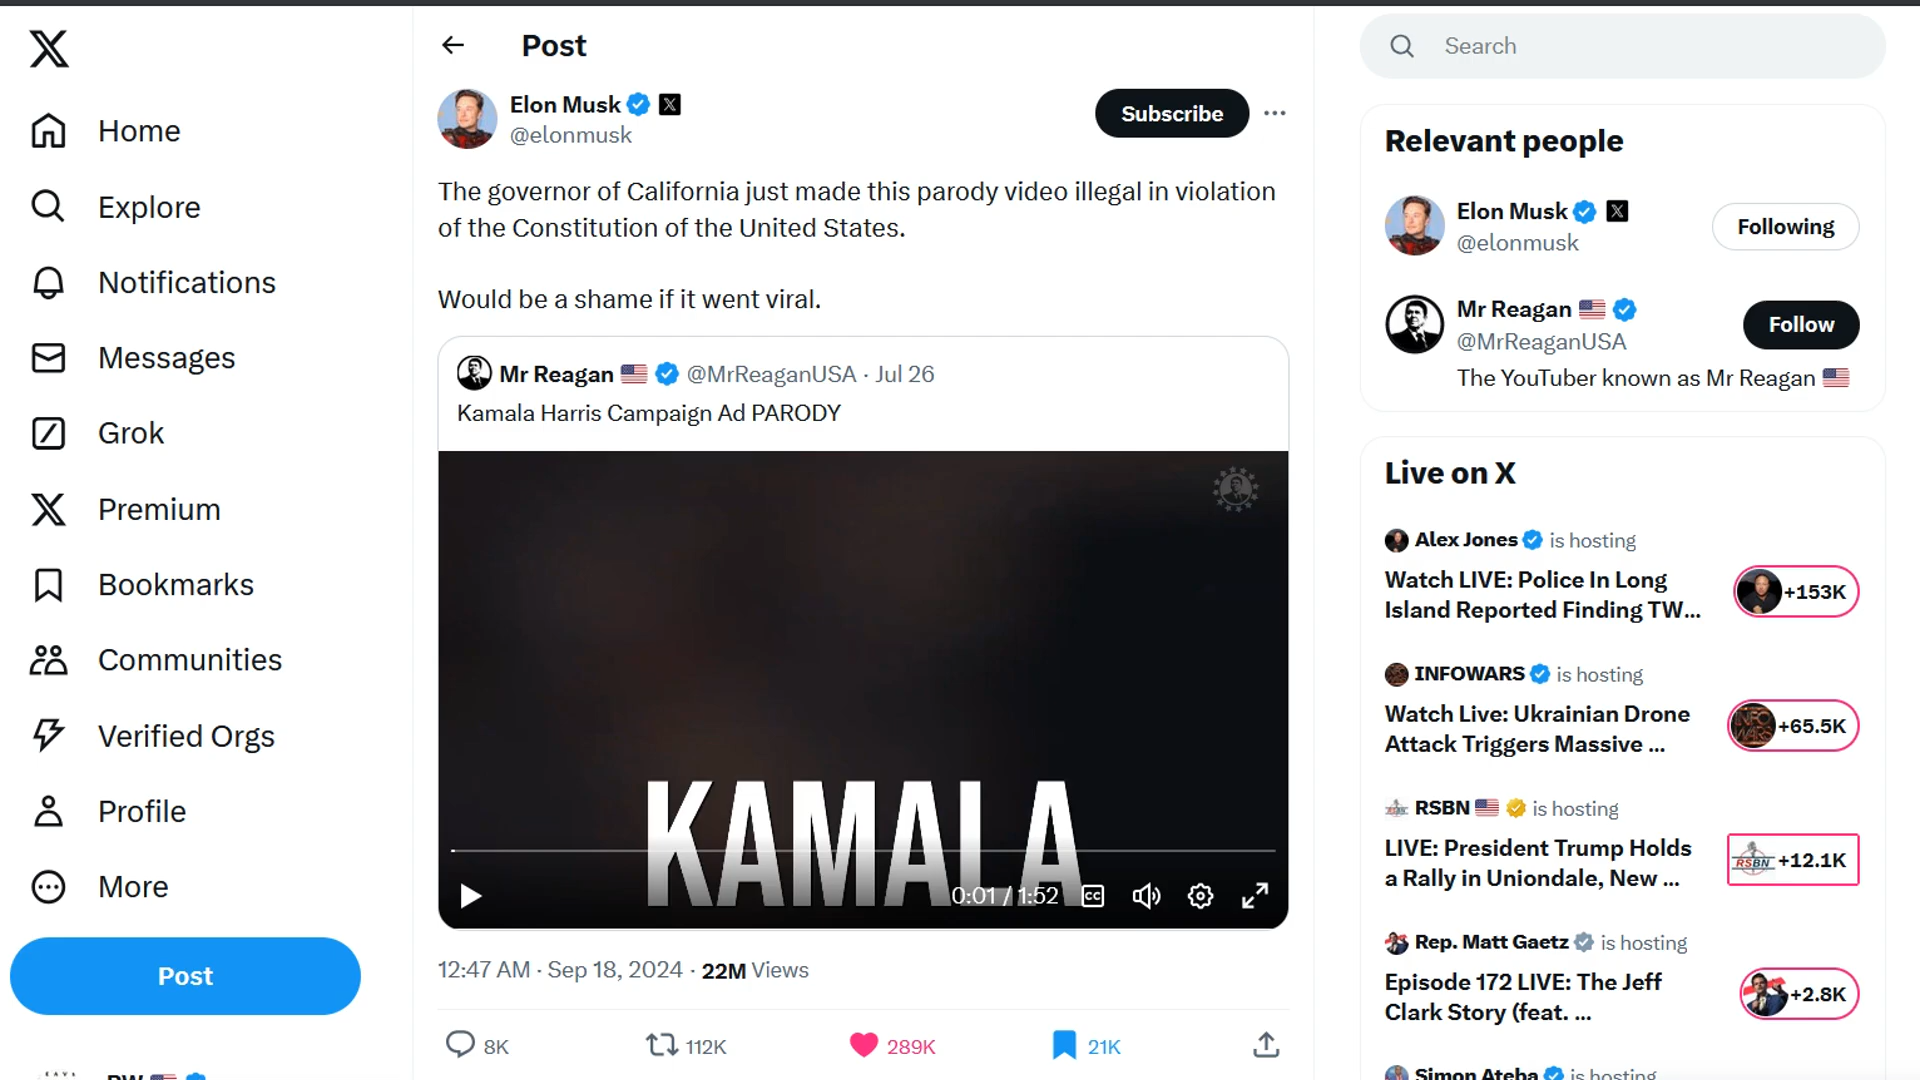 Home
Explore
Notifications
Messages
Grok
Premium
Bookmarks
Communities
Verified Orgs
Profile
More
Post
Post
Elon Musk
@elonmusk
Subscribe
The governor of California just made this parody video illegal in violation
of the Constitution of the United States.
Would be a shame if it went viral.
Mr Reagan 🇺🇸 @MrReaganUSA · Jul 26
Kamala Harris Campaign Ad PARODY
KAMALA
0:01 / 1:52
CC
12:47 AM · Sep 18, 2024 · 22M Views
8K 112K 289K 21K
Search
Relevant people
Elon Musk
@elonmusk
Following
Mr Reagan 🇺🇸
@MrReaganUSA
Follow
The YouTuber known as Mr Reagan 🇺🇸
Live on X
Alex Jones is hosting
Watch LIVE: Police In Long
Island Reported Finding TW...
+153K
INFOWARS is hosting
Watch Live: Ukrainian Drone
Attack Triggers Massive ...
INFO
WARS
+65.5K
RSBN 🇺🇸 is hosting
LIVE: President Trump Holds
a Rally in Uniondale, New ...
RSBN
+12.1K
Rep. Matt Gaetz is hosting
Episode 172 LIVE: The Jeff
Clark Story (feat. ...
+2.8K
Simon Ateba is hosting